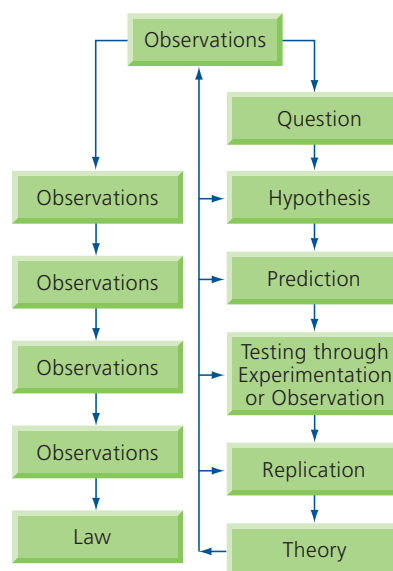 Observations
Question
Observations
Hypothesis
Observations
Prediction
Observations
Testing through
Experimentation
or Observation
Observations
Replication
Law
Theory